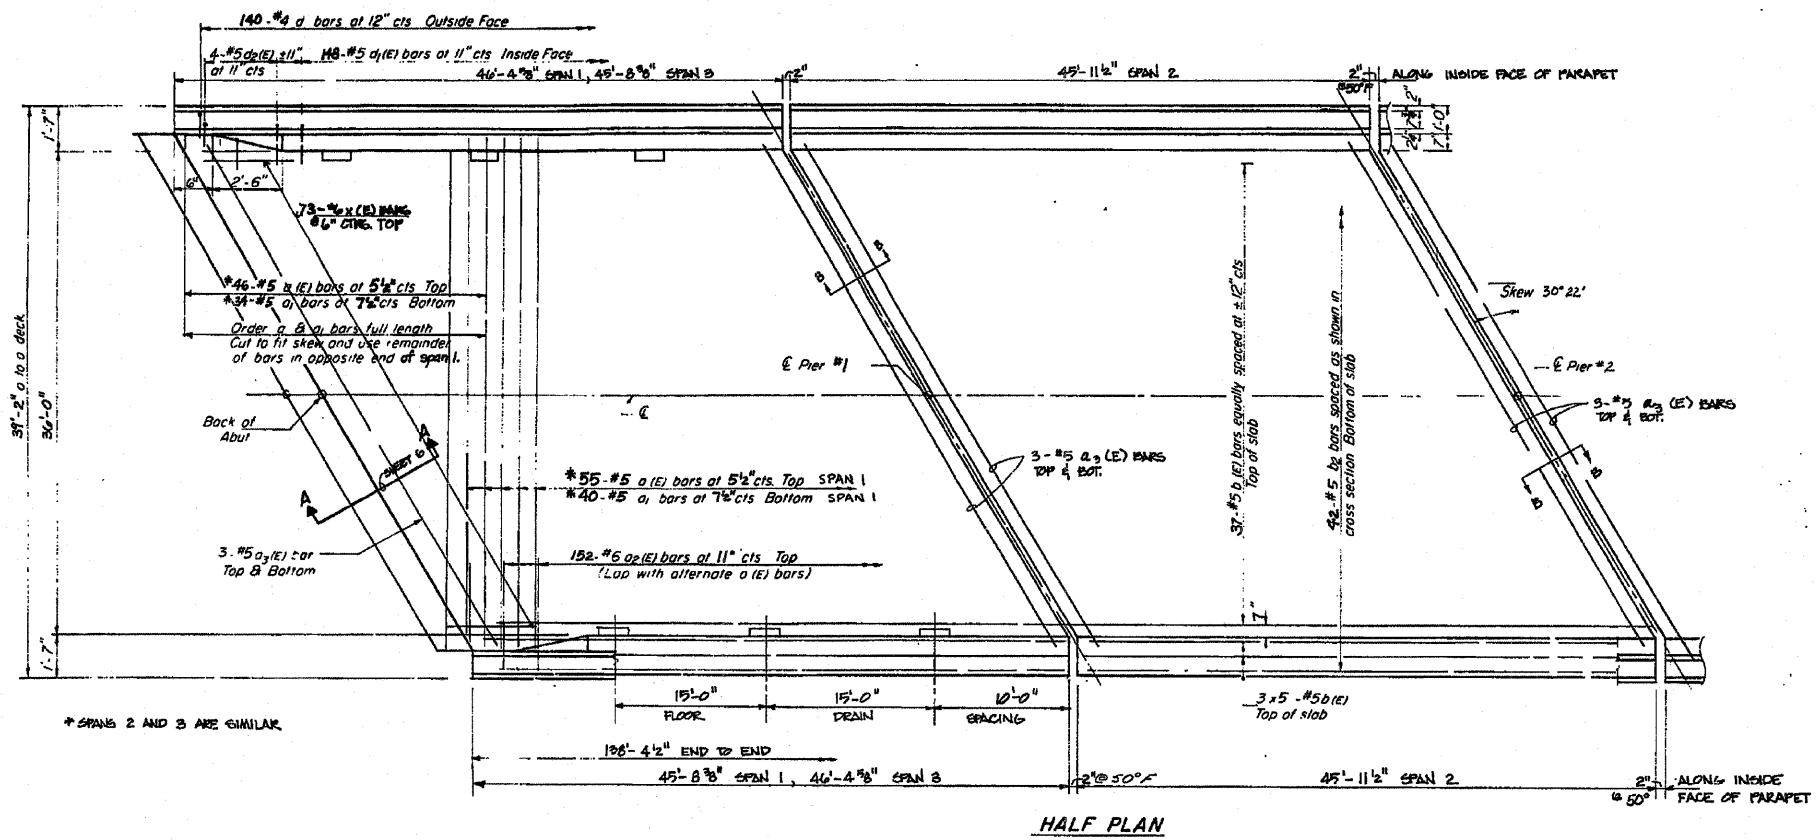 140-#4 d bars at 12" cts Outside Face
4-#5 d2(E) ±11"
at 11" cts
148-#5 d1(E) bars at 11" cts Inside Face
46'-4 5/8" SPAN 1, 45'-8 3/8" SPAN 3
2"
45'-11 1/2" SPAN 2
2"
@50°F
ALONG INSIDE FACE OF PARAPET
1'-7"
2"
7"
1'-0"
6"
2'-6"
73-#6 x (E) BARS
@ 6" CTRS. TOP
*46-#5 a (E) bars at 5 1/2" cts Top
*34-#5 a1 bars at 7 1/2" cts Bottom
Order a & a1 bars full length
Cut to fit skew and use remainder
of bars in opposite end of span 1.
39'-2" o to o deck
36'-0"
B
B
Skew 30°22'
℄ Pier #1
℄ Pier #2
℄
Back of
Abut
3-#5 a3 (E) BARS
TOP & BOT.
37-#5 b (E) bars equally spaced at ±12" cts
Top of slab
42-#5 b2 bars spaced as shown in
cross section Bottom of slab
A
SHEET 6
A
3-#5 a3 (E) BARS
TOP & BOT.
*55-#5 a (E) bars at 5 1/2" cts. Top SPAN 1
*40-#5 a1 bars at 7 1/2" cts Bottom SPAN 1
B
B
3-#5 a3(E) bar
Top & Bottom
152-#6 a2(E) bars at 11" cts Top
(Lap with alternate a (E) bars)
7"
1'-7"
15'-0"
15'-0"
10'-0"
FLOOR
DRAIN
SPACING
3x5-#5 b(E)
Top of slab
* SPANS 2 AND 3 ARE SIMILAR
138'-4 1/2" END TO END
45'-8 3/8" SPAN 1, 46'-4 5/8" SPAN 3
2"@50°F
45'-11 1/2" SPAN 2
2"
@ 50°
ALONG INSIDE
FACE OF PARAPET
HALF PLAN